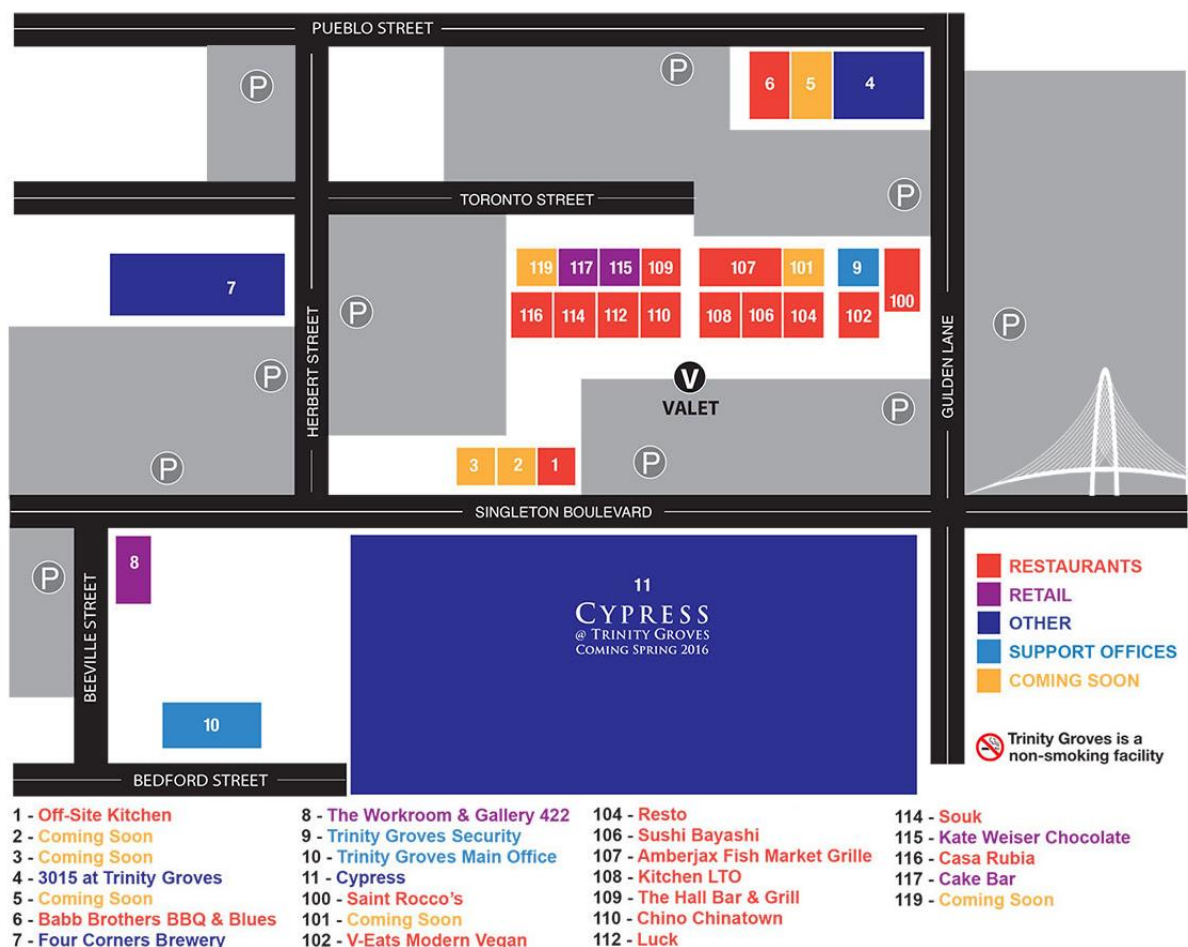 PUEBLO STREET
P
P
6
5
4
P
TORONTO STREET
7
119
117
115
109
107
101
9
100
116
114
112
110
108
106
104
102
P
P
HERBERT STREET
GULDEN LANE
P
V
VALET
P
P
P
3
2
1
SINGLETON BOULEVARD
P
BEEVILLE STREET
8
10
BEDFORD STREET
11
CYPRESS
@ TRINITY GROVES
COMING SPRING 2016
RESTAURANTS
RETAIL
OTHER
SUPPORT OFFICES
COMING SOON
Trinity Groves is a
non-smoking facility
1 - Off-Site Kitchen
2 - Coming Soon
3 - Coming Soon
4 - 3015 at Trinity Groves
5 - Coming Soon
6 - Babb Brothers BBQ & Blues
7 - Four Corners Brewery
8 - The Workroom & Gallery 422
9 - Trinity Groves Security
10 - Trinity Groves Main Office
11 - Cypress
100 - Saint Rocco's
101 - Coming Soon
102 - V-Eats Modern Vegan
104 - Resto
106 - Sushi Bayashi
107 - Amberjax Fish Market Grille
108 - Kitchen LTO
109 - The Hall Bar & Grill
110 - Chino Chinatown
112 - Luck
114 - Souk
115 - Kate Weiser Chocolate
116 - Casa Rubia
117 - Cake Bar
119 - Coming Soon